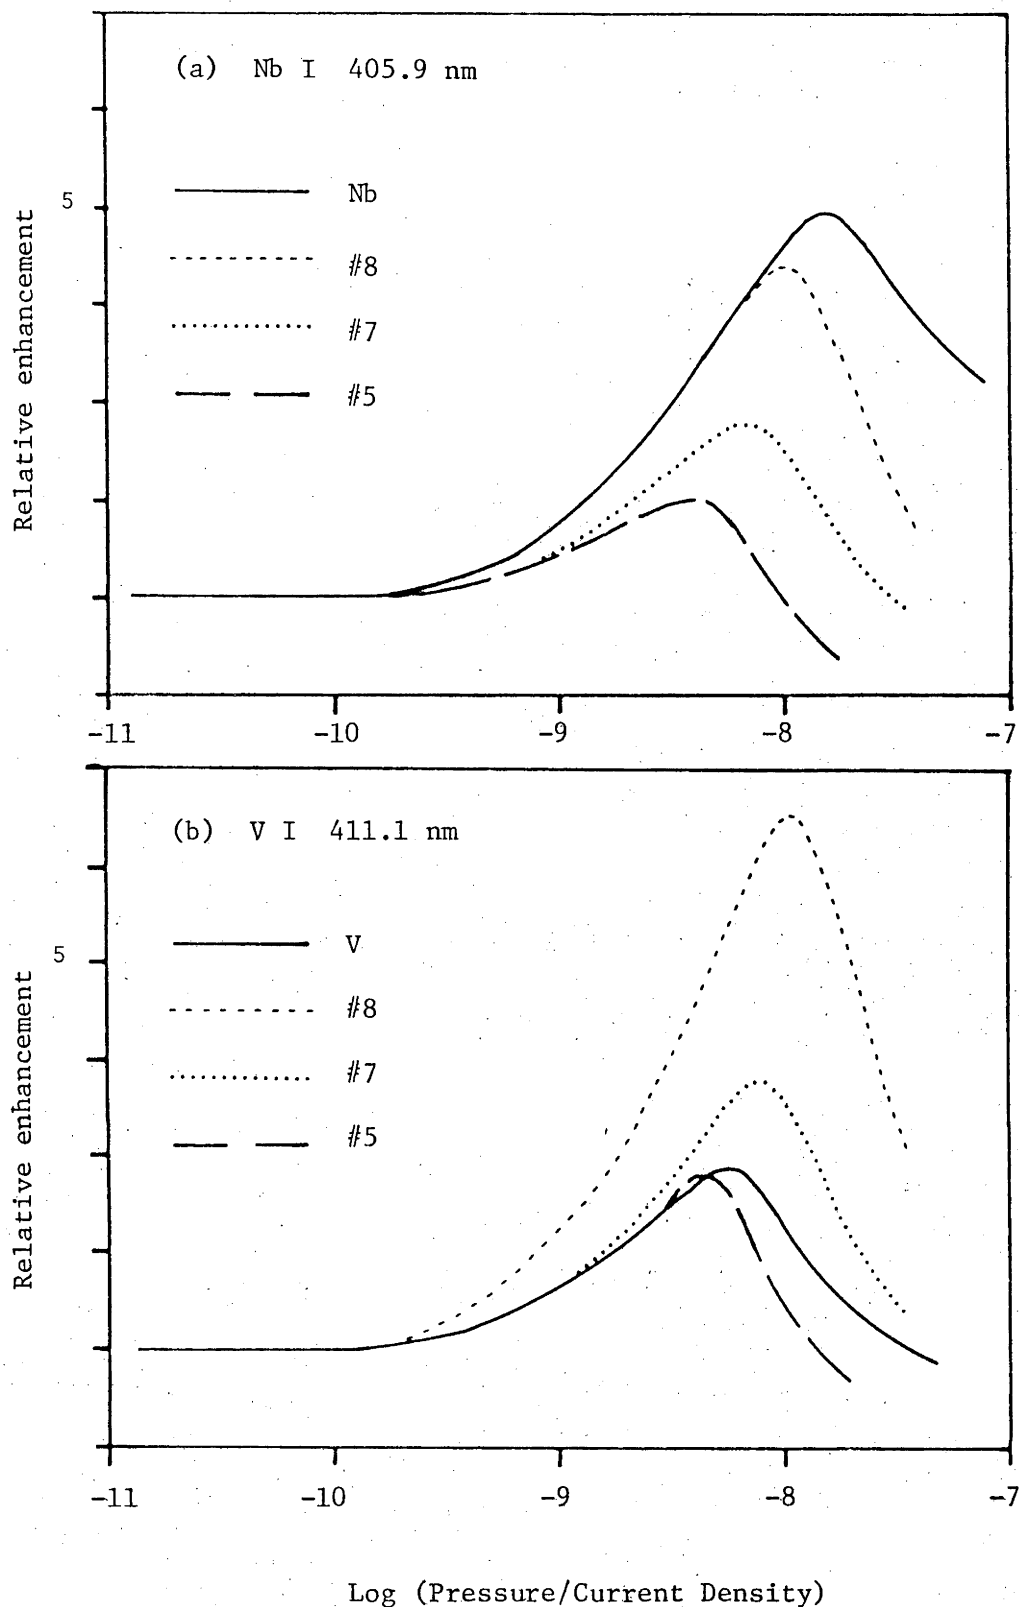 (a) Nb I 405.9 nm
Nb
5
#8
#7
#5
Relative enhancement
-11 -10 -9 -8 -7
(b) V I 411.1 nm
V
5
#8
#7
#5
Relative enhancement
-11 -10 -9 -8 -7
Log (Pressure/Current Density)